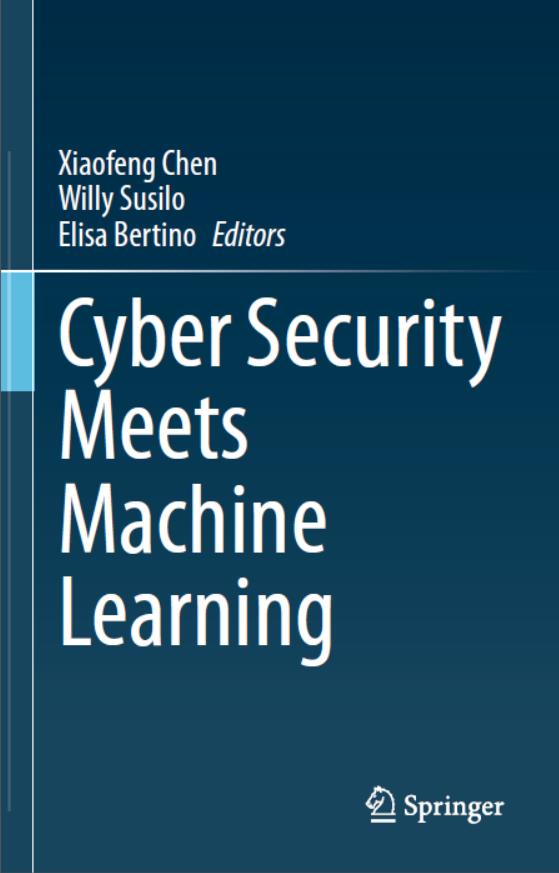 Xiaofeng Chen
Willy Susilo
Elisa Bertino Editors
Cyber Security
Meets
Machine
Learning
Springer